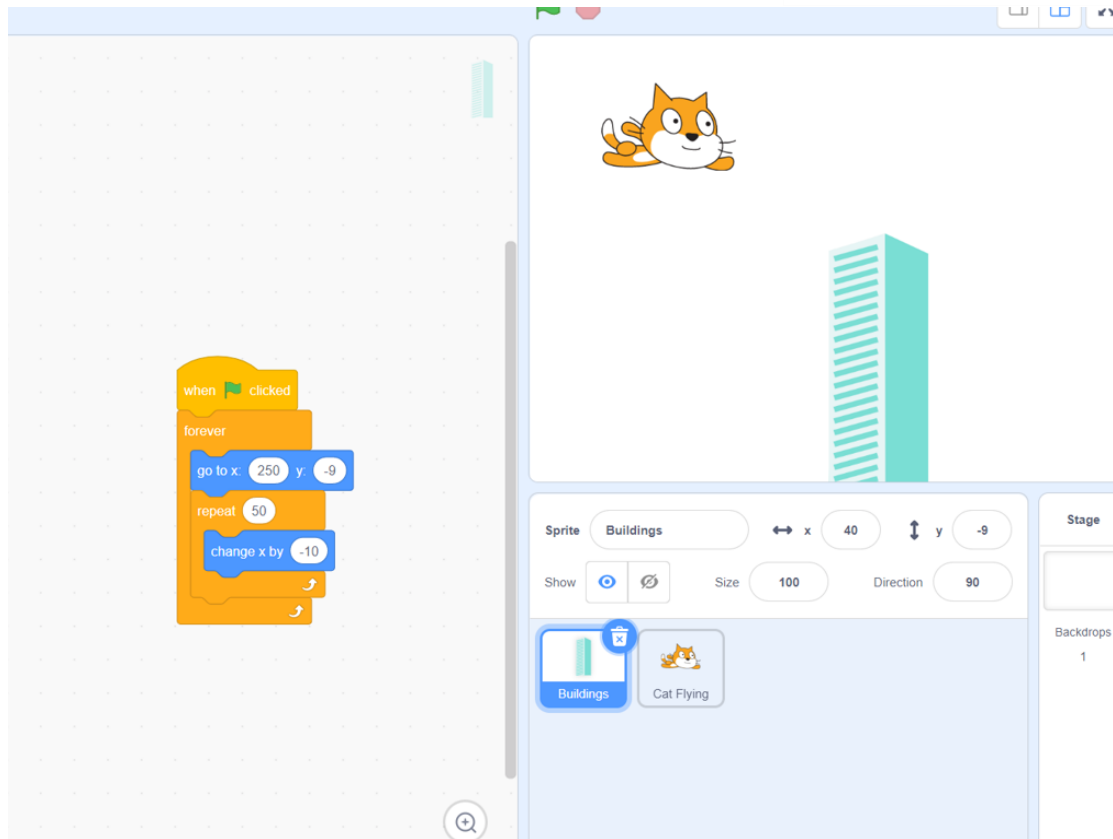 when clicked
forever
go to x: 250 y: -9
repeat 50
change x by -10
Sprite Buildings x 40 y -9
Show Size 100 Direction 90
Buildings
Cat Flying
Stage
Backdrops
1